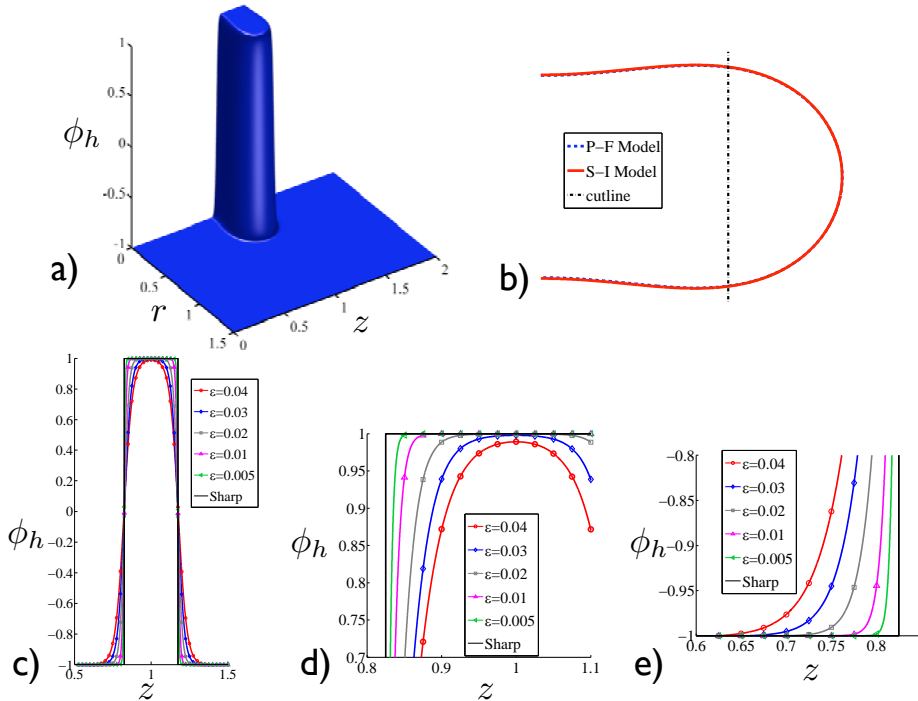 1
0.5
0
-0.5
-1
ϕh
0
0.5
1
1.5
r
0
0.5
1
1.5
2
z
a)
P–F Model
S–I Model
cutline
b)
1
0.8
0.6
0.4
0.2
0
−0.2
−0.4
−0.6
−0.8
−1
ϕh
0.5
1
1.5
z
ε=0.04
ε=0.03
ε=0.02
ε=0.01
ε=0.005
Sharp
c)
1
0.95
0.9
0.85
0.8
0.75
0.7
ϕh
0.8
0.9
1
1.1
z
ε=0.04
ε=0.03
ε=0.02
ε=0.01
ε=0.005
Sharp
d)
−0.8
−0.85
−0.9
−0.95
−1
ϕh
0.6
0.65
0.7
0.75
0.8
z
ε=0.04
ε=0.03
ε=0.02
ε=0.01
ε=0.005
Sharp
e)